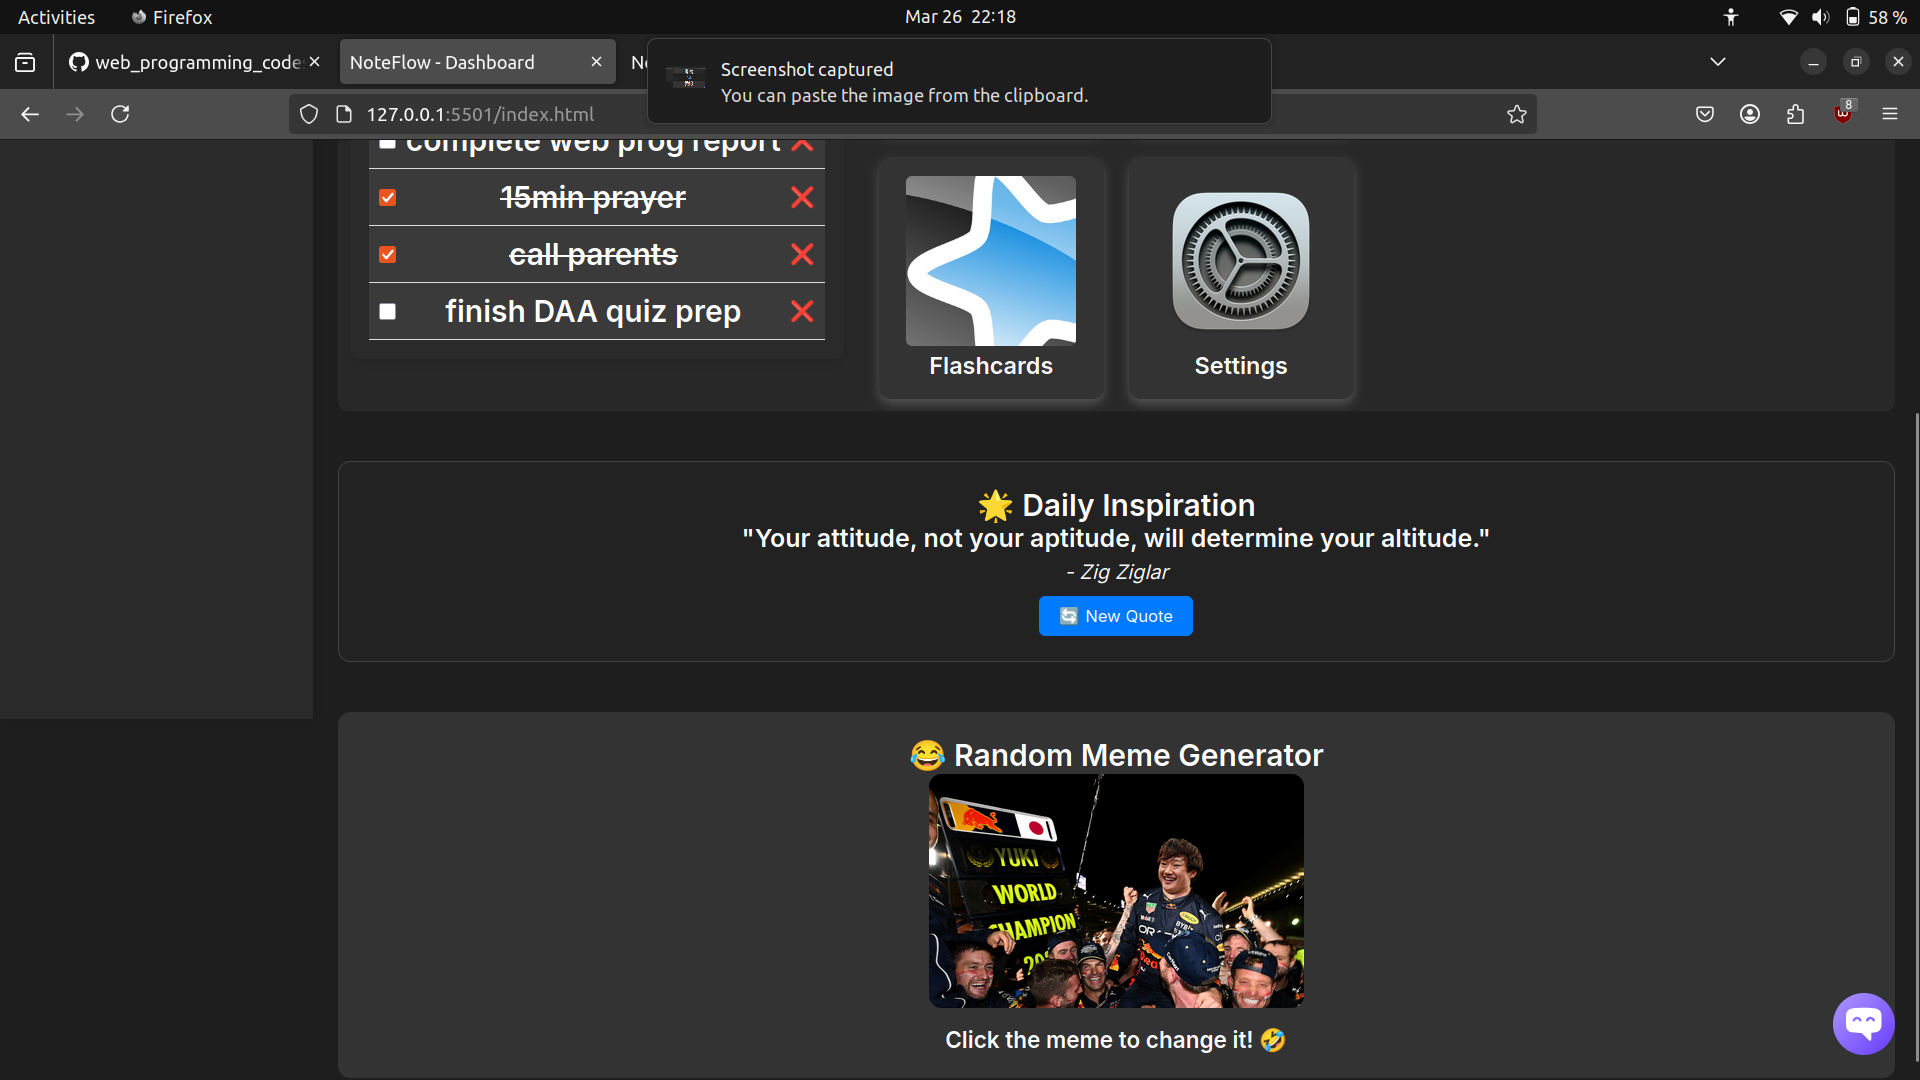 Activities
Firefox
Mar 26 22:18
58 %
web_programming_code
NoteFlow - Dashboard
Screenshot captured
You can paste the image from the clipboard.
127.0.0.1:5501/index.html
8
complete web prog report
15min prayer
call parents
finish DAA quiz prep
Flashcards
Settings
🌟 Daily Inspiration
"Your attitude, not your aptitude, will determine your altitude."
- Zig Ziglar
🔄 New Quote
😂 Random Meme Generator
YUKI
WORLD
CHAMPION
Click the meme to change it! 🤣